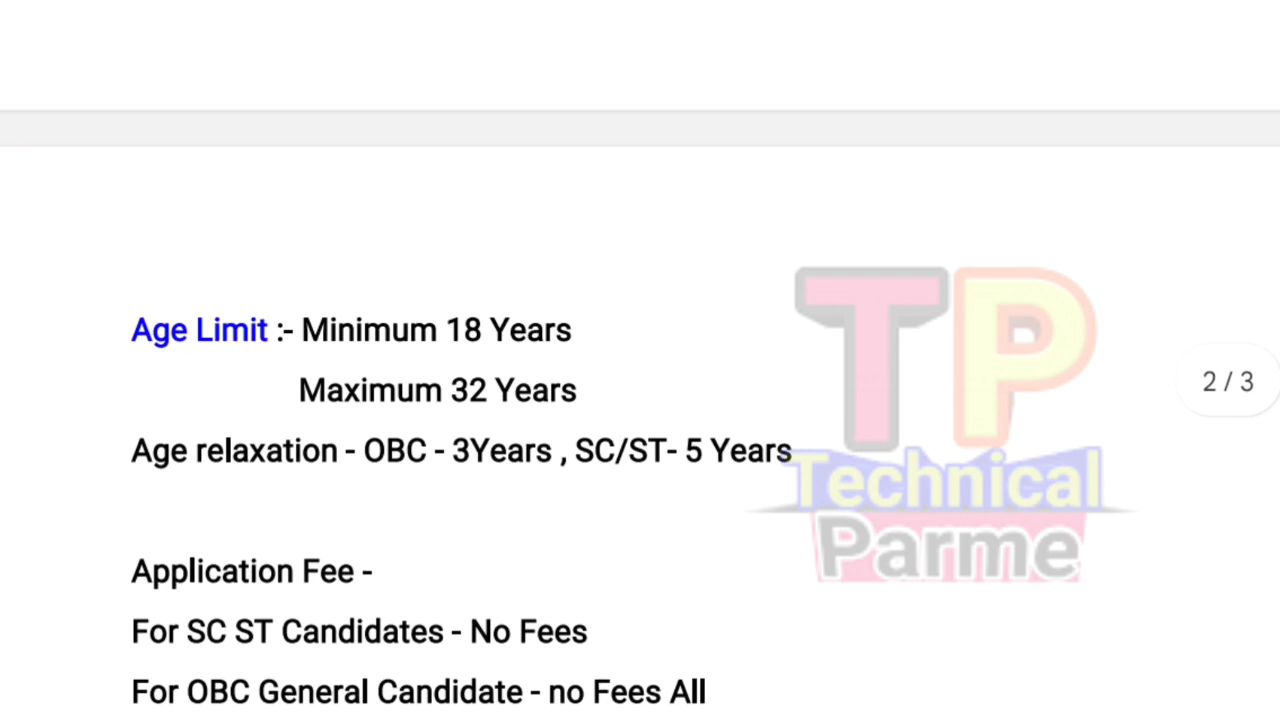 Age Limit :- Minimum 18 Years
Maximum 32 Years
Age relaxation - OBC - 3Years , SC/ST- 5 Years
Application Fee -
For SC ST Candidates - No Fees
For OBC General Candidate - no Fees All
TP
Technical
Parme
2 / 3